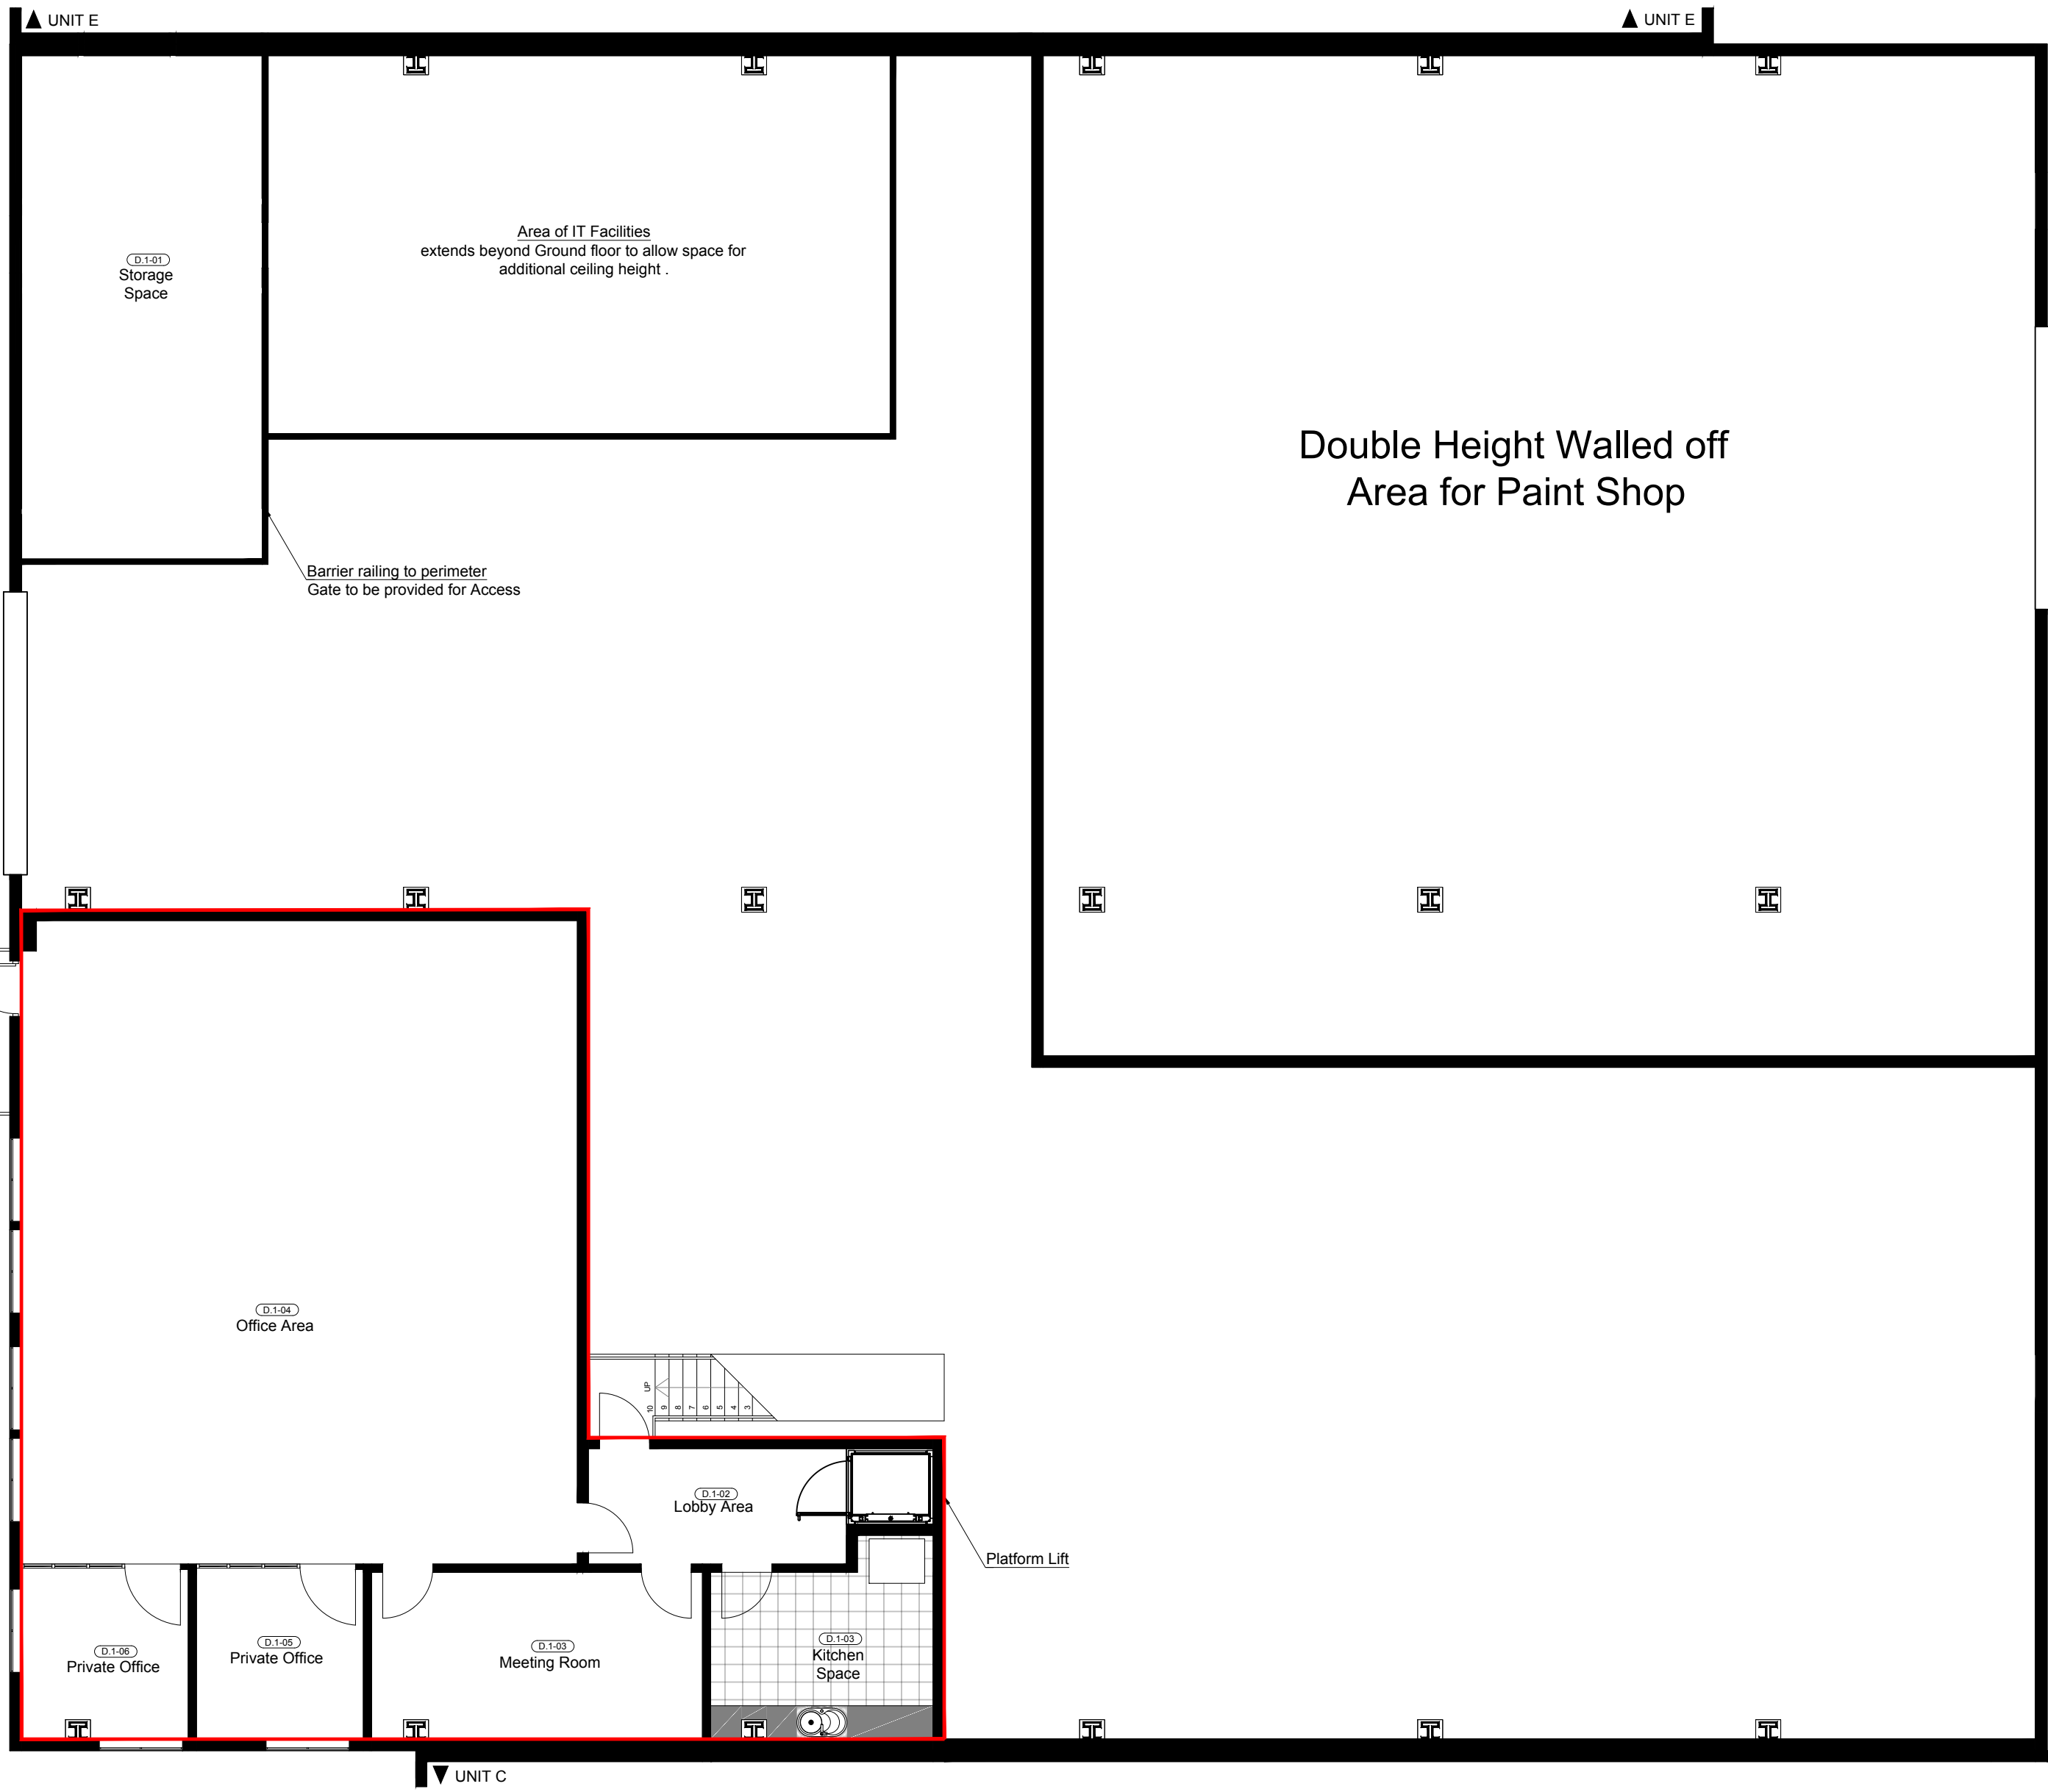 UNIT E
UNIT E
D.1-01
Storage
Space
Area of IT Facilities
extends beyond Ground floor to allow space for
additional ceiling height .
Double Height Walled off
Area for Paint Shop
Barrier railing to perimeter
Gate to be provided for Access
D.1-04
Office Area
UP
10 9 8 7 6 5 4 3
D.1-02
Lobby Area
Platform Lift
D.1-06
Private Office
D.1-05
Private Office
D.1-03
Meeting Room
D.1-03
Kitchen
Space
UNIT C